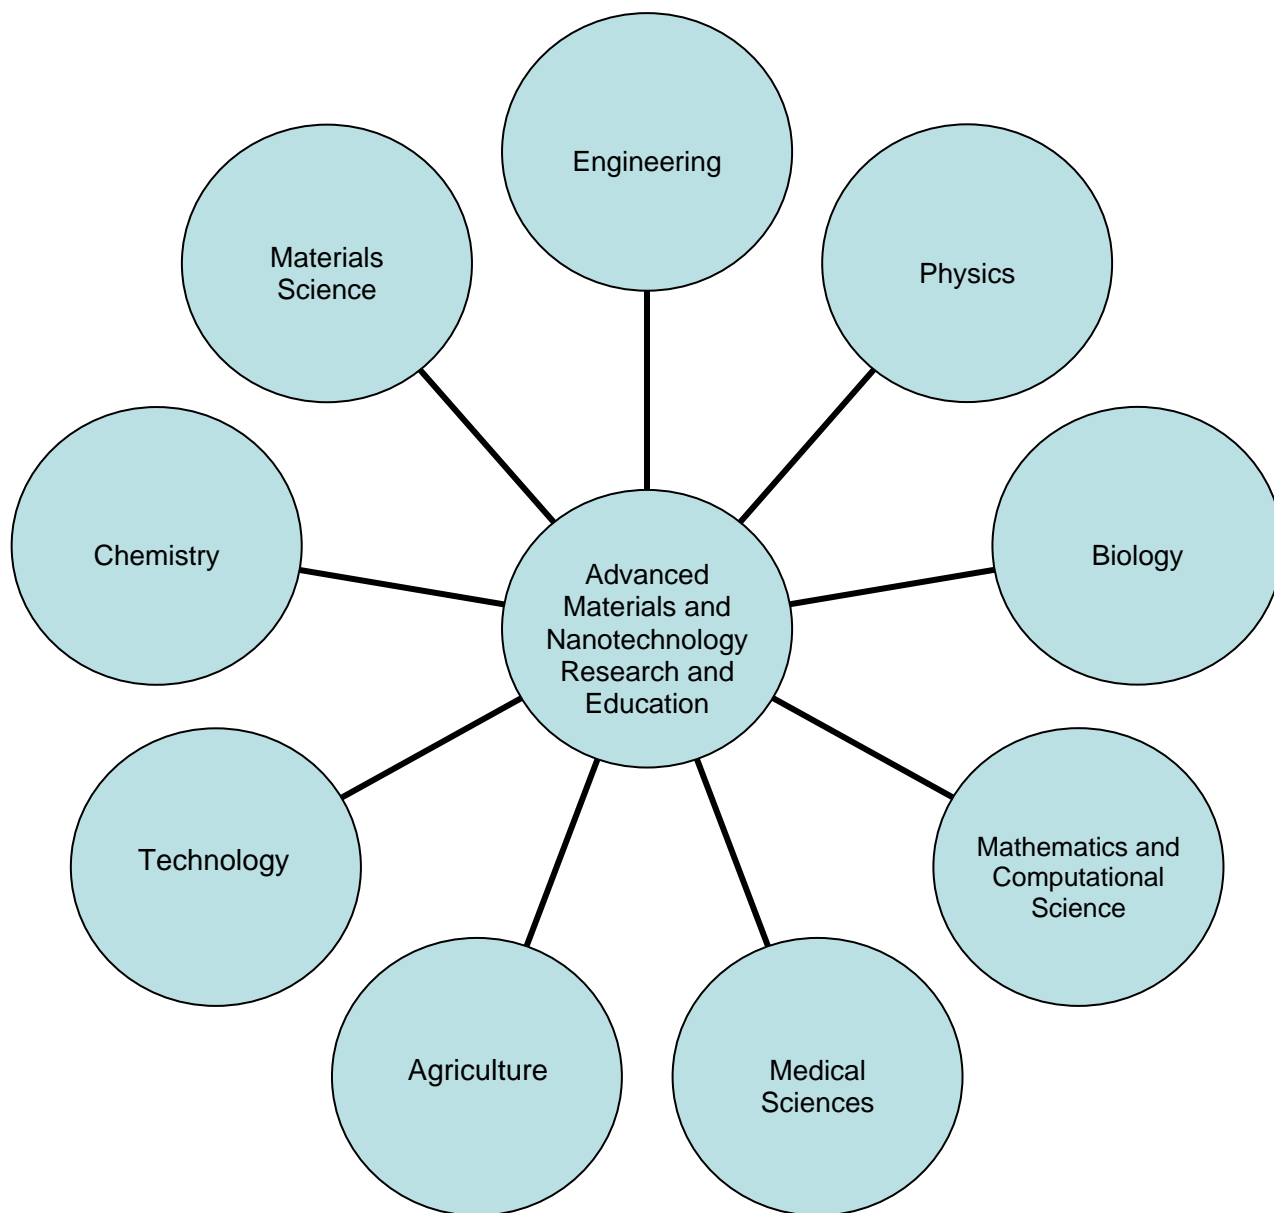 Engineering
Materials
Science
Physics
Chemistry
Biology
Advanced
Materials and
Nanotechnology
Research and
Education
Technology
Mathematics and
Computational
Science
Agriculture
Medical
Sciences